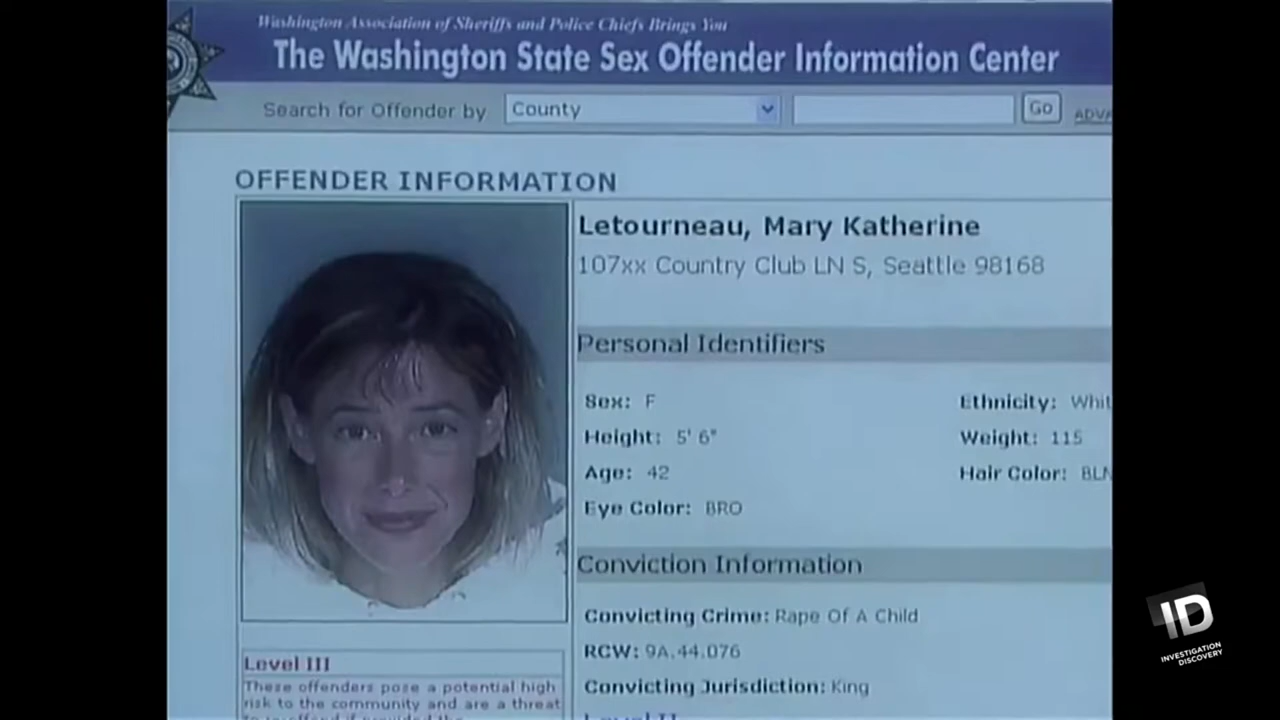 Washington Association of Sheriffs and Police Chiefs Brings You
The Washington State Sex Offender Information Center
Search for Offender by County Go
OFFENDER INFORMATION
Letourneau, Mary Katherine
107xx Country Club LN S, Seattle 98168
Personal Identifiers
Sex: F Ethnicity: Whit
Height: 5' 6" Weight: 115
Age: 42 Hair Color: BLN
Eye Color: BRO
Conviction Information
Convicting Crime: Rape Of A Child
RCW: 9A.44.076
Convicting Jurisdiction: King
Level III
These offenders pose a potential high
risk to the community and are a threat
ID
INVESTIGATION
DISCOVERY